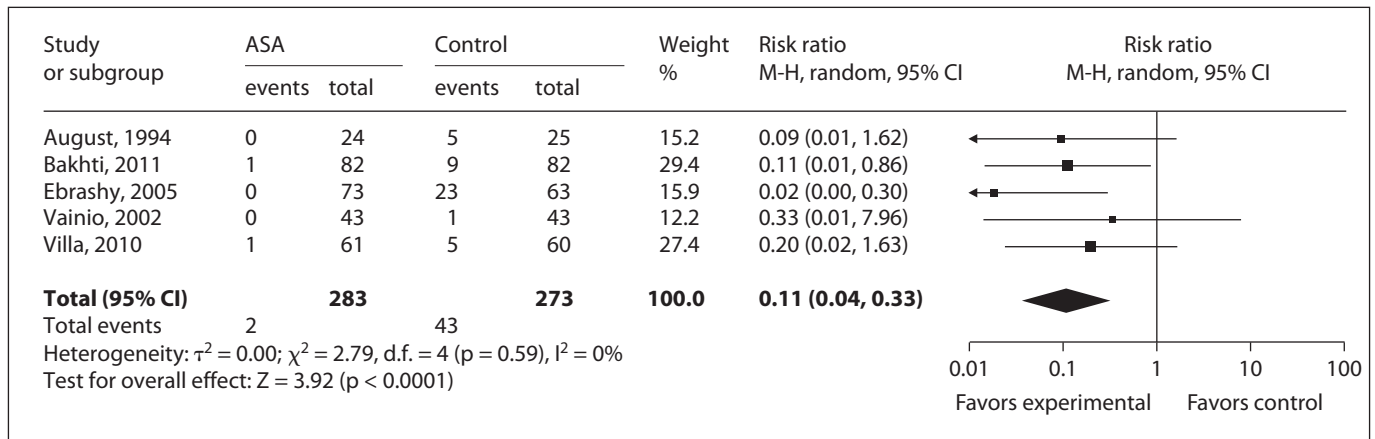 Study ASA Control Weight Risk ratio Risk ratio
or subgroup events total events total % M-H, random, 95% CI M-H, random, 95% CI
August, 1994 0 24 5 25 15.2 0.09 (0.01, 1.62)
Bakhti, 2011 1 82 9 82 29.4 0.11 (0.01, 0.86)
Ebrashy, 2005 0 73 23 63 15.9 0.02 (0.00, 0.30)
Vainio, 2002 0 43 1 43 12.2 0.33 (0.01, 7.96)
Villa, 2010 1 61 5 60 27.4 0.20 (0.02, 1.63)
Total (95% CI) 283 273 100.0 0.11 (0.04, 0.33)
Total events 2 43
Heterogeneity: τ² = 0.00; χ² = 2.79, d.f. = 4 (p = 0.59), I² = 0%
Test for overall effect: Z = 3.92 (p < 0.0001)
0.01 0.1 1 10 100
Favors experimental Favors control